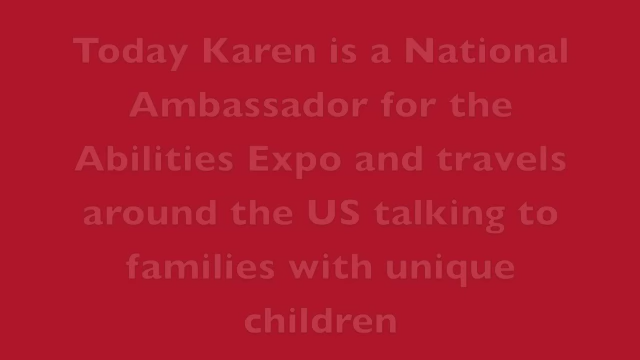 Today Karen is a National
Ambassador for the
Abilities Expo and travels
around the US talking to
families with unique
children